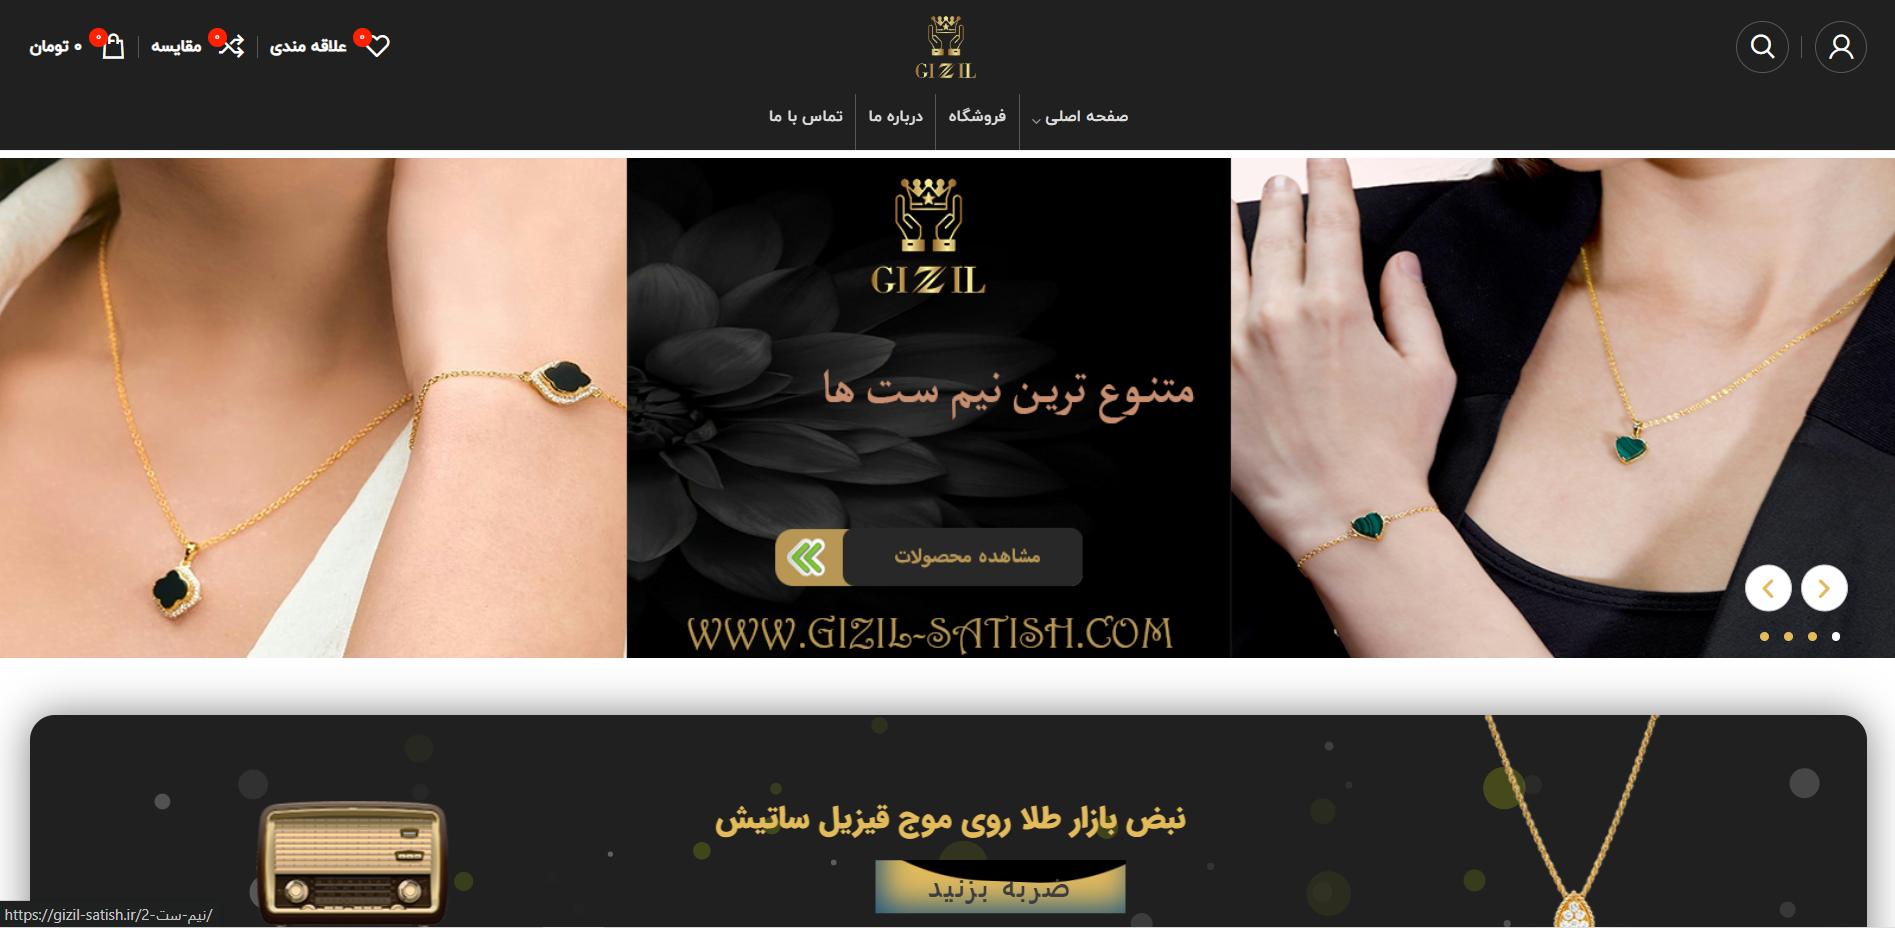 علاقه مندی ۰
مقایسه ۰
۰ تومان ۰
GIZIL
صفحه اصلی
فروشگاه
درباره ما
تماس با ما
GIZIL
متنوع ترین نیم ست ها
مشاهده محصولات
WWW.GIZIL-SATISH.COM
نبض بازار طلا روی موج قیزیل ساتیش
ضربه بزنید
https://gizil-satish.ir/2-نیم-ست/